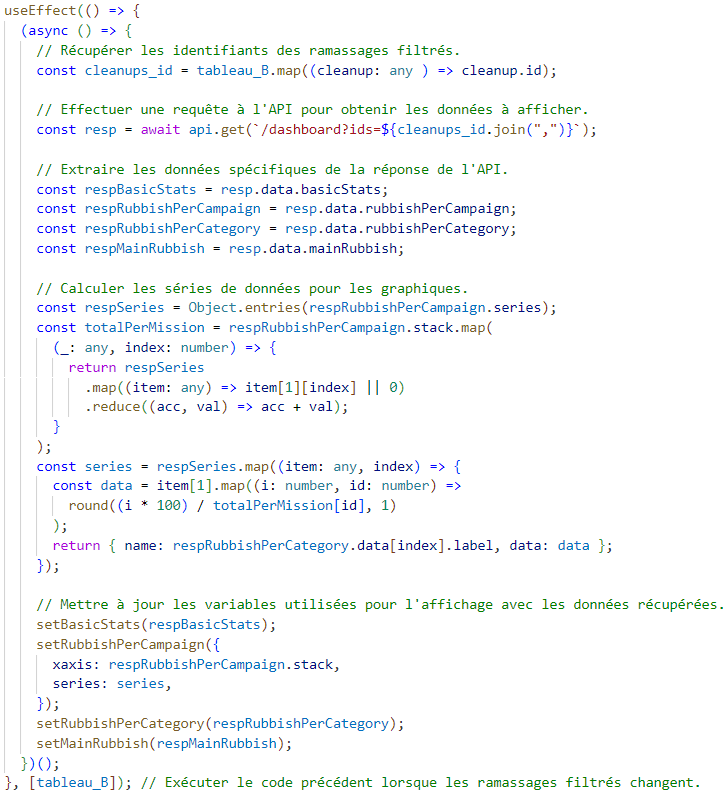 useEffect(() => {
(async () => {
// Récupérer les identifiants des ramassages filtrés.
const cleanups_id = tableau_B.map((cleanup: any ) => cleanup.id);
// Effectuer une requête à l'API pour obtenir les données à afficher.
const resp = await api.get(`/dashboard?ids=${cleanups_id.join(",")}`);
// Extraire les données spécifiques de la réponse de l'API.
const respBasicStats = resp.data.basicStats;
const respRubbishPerCampaign = resp.data.rubbishPerCampaign;
const respRubbishPerCategory = resp.data.rubbishPerCategory;
const respMainRubbish = resp.data.mainRubbish;
// Calculer les séries de données pour les graphiques.
const respSeries = Object.entries(respRubbishPerCampaign.series);
const totalPerMission = respRubbishPerCampaign.stack.map(
(_: any, index: number) => {
return respSeries
.map((item: any) => item[1][index] || 0)
.reduce((acc, val) => acc + val);
}
);
const series = respSeries.map((item: any, index) => {
const data = item[1].map((i: number, id: number) =>
round((i * 100) / totalPerMission[id], 1)
);
return { name: respRubbishPerCategory.data[index].label, data: data };
});
// Mettre à jour les variables utilisées pour l'affichage avec les données récupérées.
setBasicStats(respBasicStats);
setRubbishPerCampaign({
xaxis: respRubbishPerCampaign.stack,
series: series,
});
setRubbishPerCategory(respRubbishPerCategory);
setMainRubbish(respMainRubbish);
})();
}, [tableau_B]); // Exécuter le code précédent lorsque les ramassages filtrés changent.